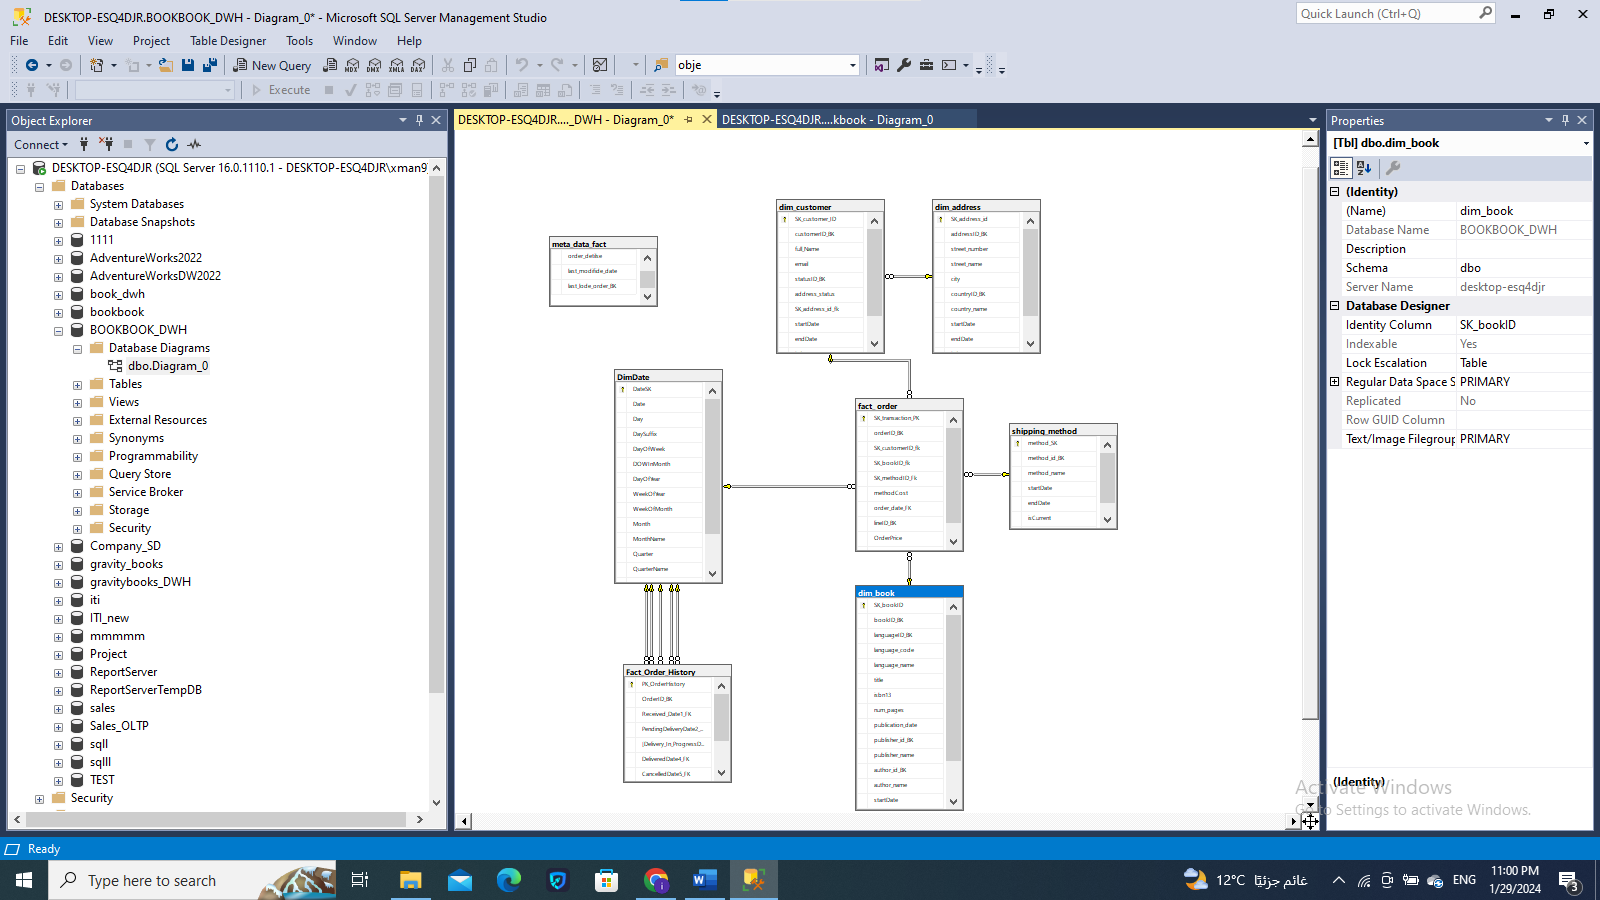 DESKTOP-ESQ4DJR.BOOKBOOK_DWH - Diagram_0* - Microsoft SQL Server Management Studio
Quick Launch (Ctrl+Q)
File Edit View Project Table Designer Tools Window Help
New Query
MDX DMX XMLA DAX
obje
Execute
Object Explorer
Connect
DESKTOP-ESQ4DJR (SQL Server 16.0.1110.1 - DESKTOP-ESQ4DJR\xman9
Databases
System Databases
Database Snapshots
1111
AdventureWorks2022
AdventureWorksDW2022
book_dwh
bookbook
BOOKBOOK_DWH
Database Diagrams
dbo.Diagram_0
Tables
Views
External Resources
Synonyms
Programmability
Query Store
Service Broker
Storage
Security
Company_SD
gravity_books
gravitybooks_DWH
iti
ITI_new
mmmmm
Project
ReportServer
ReportServerTempDB
sales
Sales_OLTP
sqlI
sqlII
TEST
Security
DESKTOP-ESQ4DJR...._DWH - Diagram_0*
DESKTOP-ESQ4DJR....kbook - Diagram_0
meta_data_fact
order_detilse
last_modifide_date
last_lode_order_BK
dim_customer
SK_customer_ID
customerID_BK
full_Name
email
statusID_BK
address_status
SK_address_id_fk
startDate
endDate
dim_address
SK_address_id
addressID_BK
street_number
street_name
city
countryID_BK
country_name
startDate
endDate
DimDate
DateSK
Date
Day
DaySuffix
DayOfWeek
DOWInMonth
DayOfYear
WeekOfYear
WeekOfMonth
Month
MonthName
Quarter
QuarterName
fact_order
SK_transaction_PK
orderID_BK
SK_customerID_fk
SK_bookID_fk
SK_methodID_Fk
methodCost
order_date_FK
lineID_BK
OrderPrice
shipping_method
method_SK
method_id_BK
method_name
startDate
endDate
isCurrent
Fact_Order_History
PK_OrderHistory
OrderID_BK
Received_Date1_FK
PendingDeliveryDate2_...
[Delivery_In_ProgressD...
DeliveredDate4_FK
CancelledDate5_FK
dim_book
SK_bookID
bookID_BK
languageID_BK
language_code
language_name
title
isbn13
num_pages
publication_date
publisher_id_BK
publisher_name
author_id_BK
author_name
startDate
Properties
[Tbl] dbo.dim_book
(Identity)
(Name) dim_book
Database Name BOOKBOOK_DWH
Description
Schema dbo
Server Name desktop-esq4djr
Database Designer
Identity Column SK_bookID
Indexable Yes
Lock Escalation Table
Regular Data Space S PRIMARY
Replicated No
Row GUID Column
Text/Image Filegroup PRIMARY
(Identity)
Activate Windows
Go to Settings to activate Windows.
Ready
Type here to search
12°C غائم جزئيًا
ENG
11:00 PM
1/29/2024
3